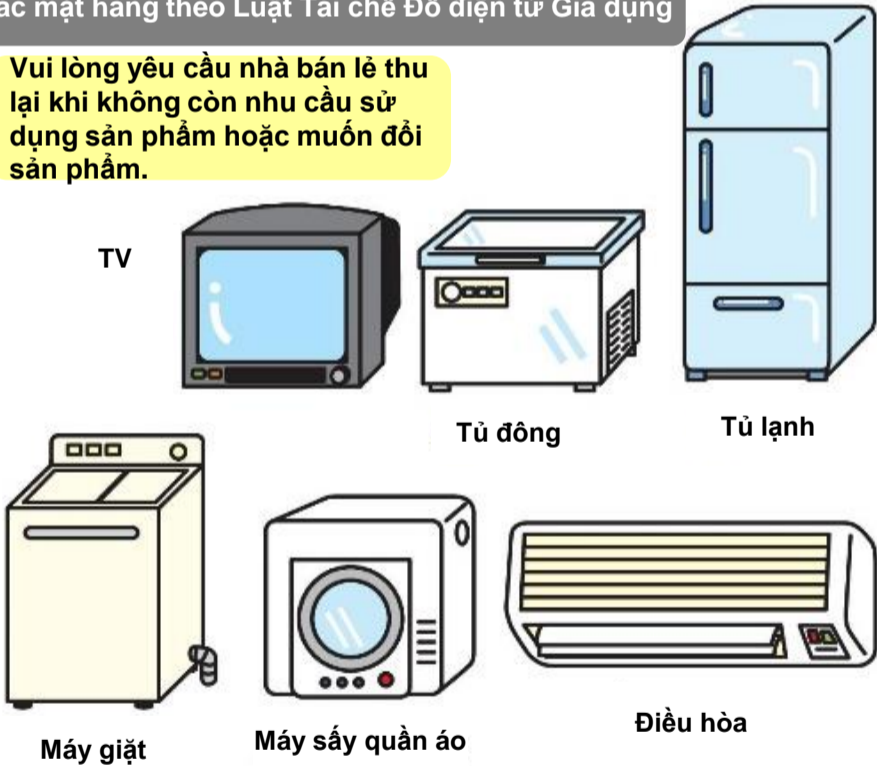 ác mặt hàng theo Luật Tái chế Đồ điện tử Gia dụng
Vui lòng yêu cầu nhà bán lẻ thu
lại khi không còn nhu cầu sử
dụng sản phẩm hoặc muốn đổi
sản phẩm.
TV
Tủ đông
Tủ lạnh
Máy giặt
Máy sấy quần áo
Điều hòa